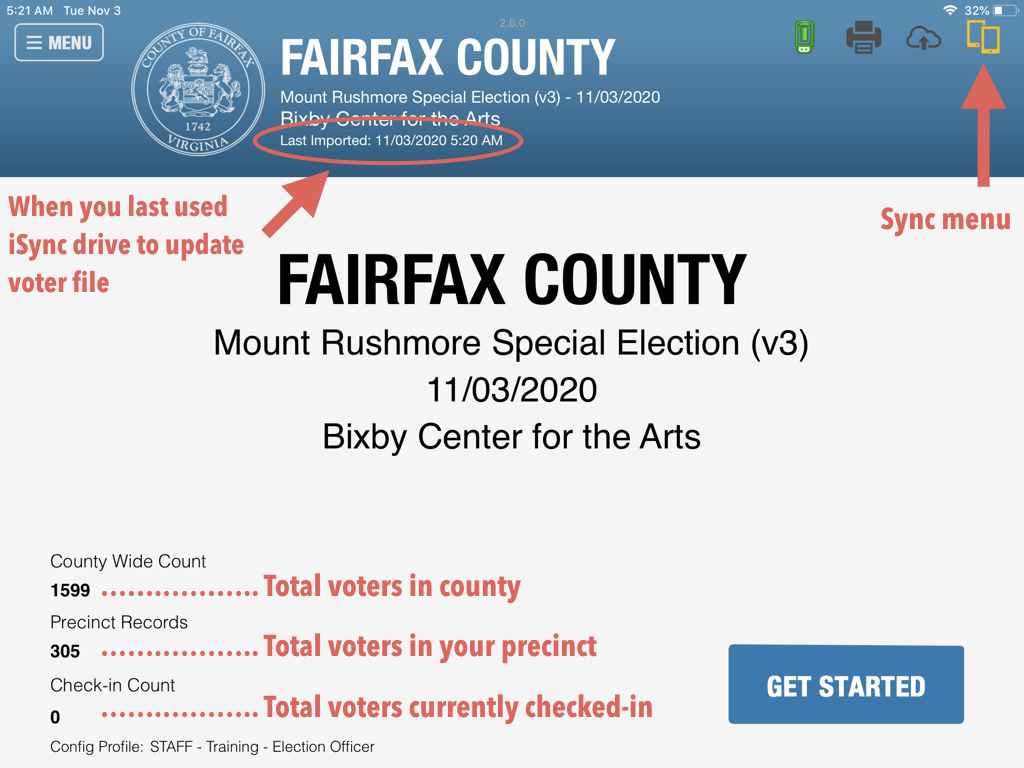 5:21 AM Tue Nov 3
32%
2.6.0
MENU
COUNTY OF FAIRFAX
1742
VIRGINIA
FAIRFAX COUNTY
Mount Rushmore Special Election (v3) - 11/03/2020
Bixby Center for the Arts
Last Imported: 11/03/2020 5:20 AM
When you last used
iSync drive to update
voter file
Sync menu
FAIRFAX COUNTY
Mount Rushmore Special Election (v3)
11/03/2020
Bixby Center for the Arts
County Wide Count
1599 .................. Total voters in county
Precinct Records
305 .................. Total voters in your precinct
Check-in Count
0 .................. Total voters currently checked-in
GET STARTED
Config Profile: STAFF - Training - Election Officer